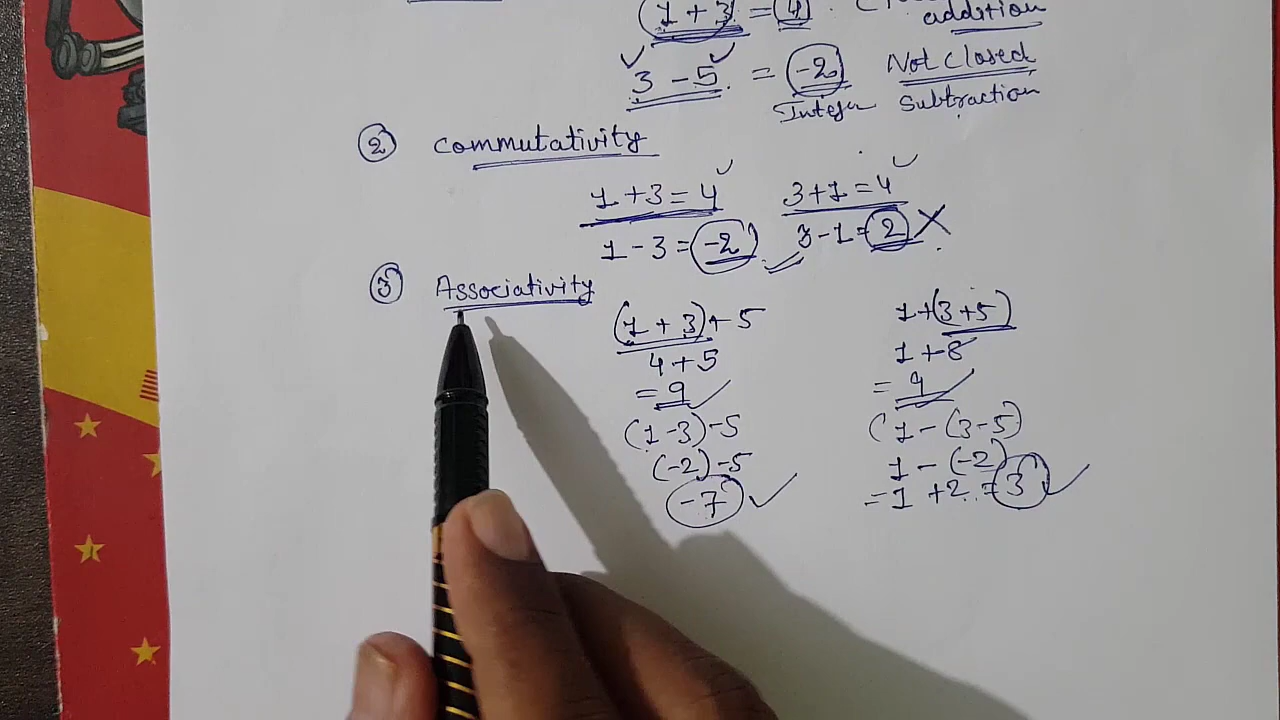 (1 + 3) = 4.
addition
3 - 5. = -2 Not Closed
Integer Subtraction
② Commutativity
1 + 3 = 4 3 + 1 = 4
1 - 3 = -2 3 - 1 = 2 X
③ Associativity
(1 + 3) + 5 1 + (3 + 5)
4 + 5 1 + 8
= 9 = 9
(1 - 3) - 5 ( 1 - (3 - 5)
(-2) - 5 1 - (-2)
-7 = 1 + 2 = 3